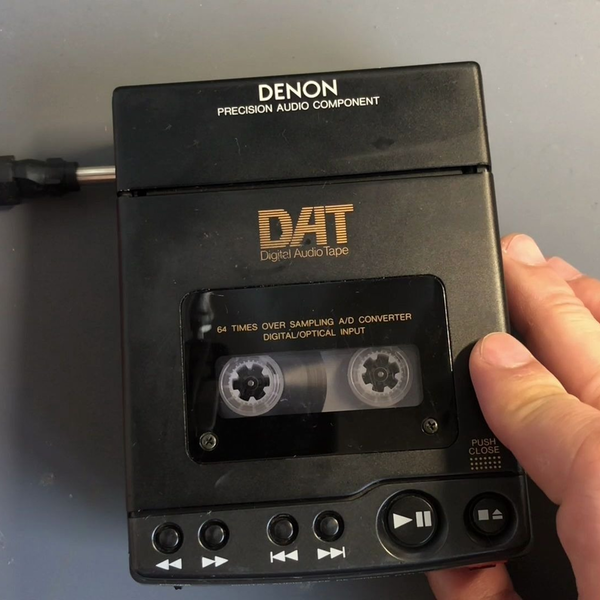 DENON
PRECISION AUDIO COMPONENT
DAT
Digital Audio Tape
64 TIMES OVER SAMPLING A/D CONVERTER
DIGITAL/OPTICAL INPUT
PUSH
CLOSE